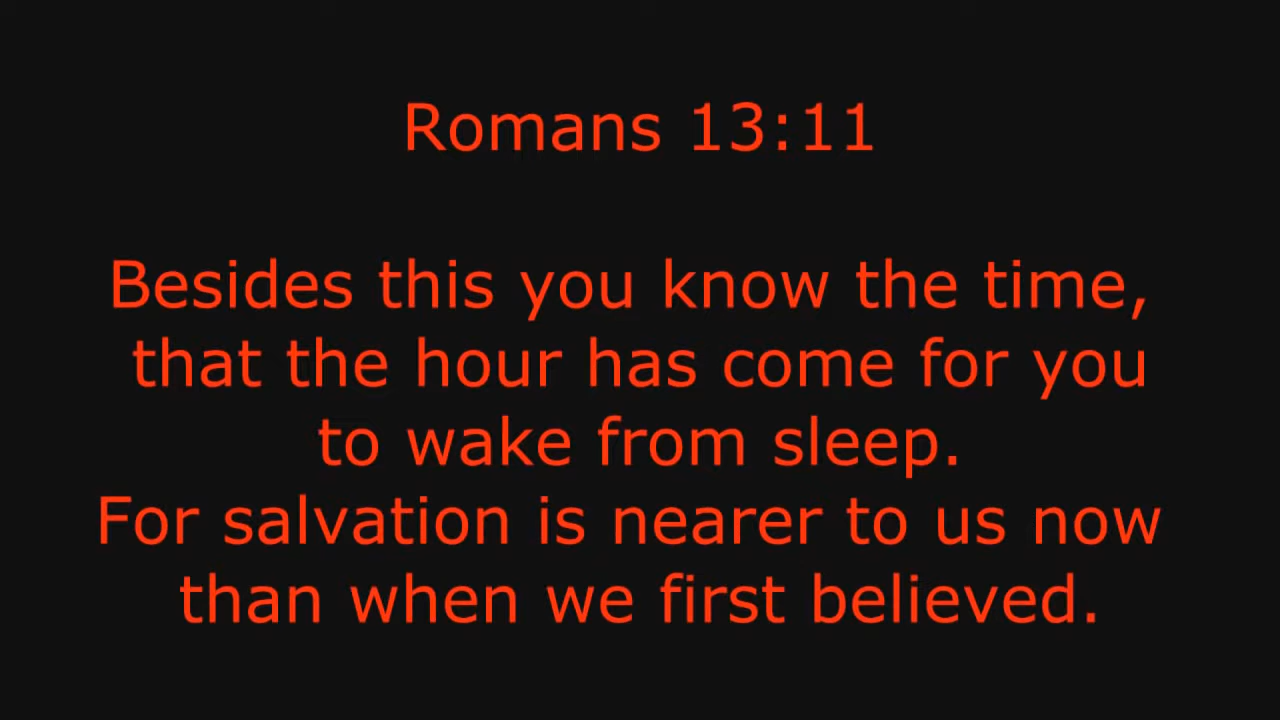 Romans 13:11
Besides this you know the time,
that the hour has come for you
to wake from sleep.
For salvation is nearer to us now
than when we first believed.